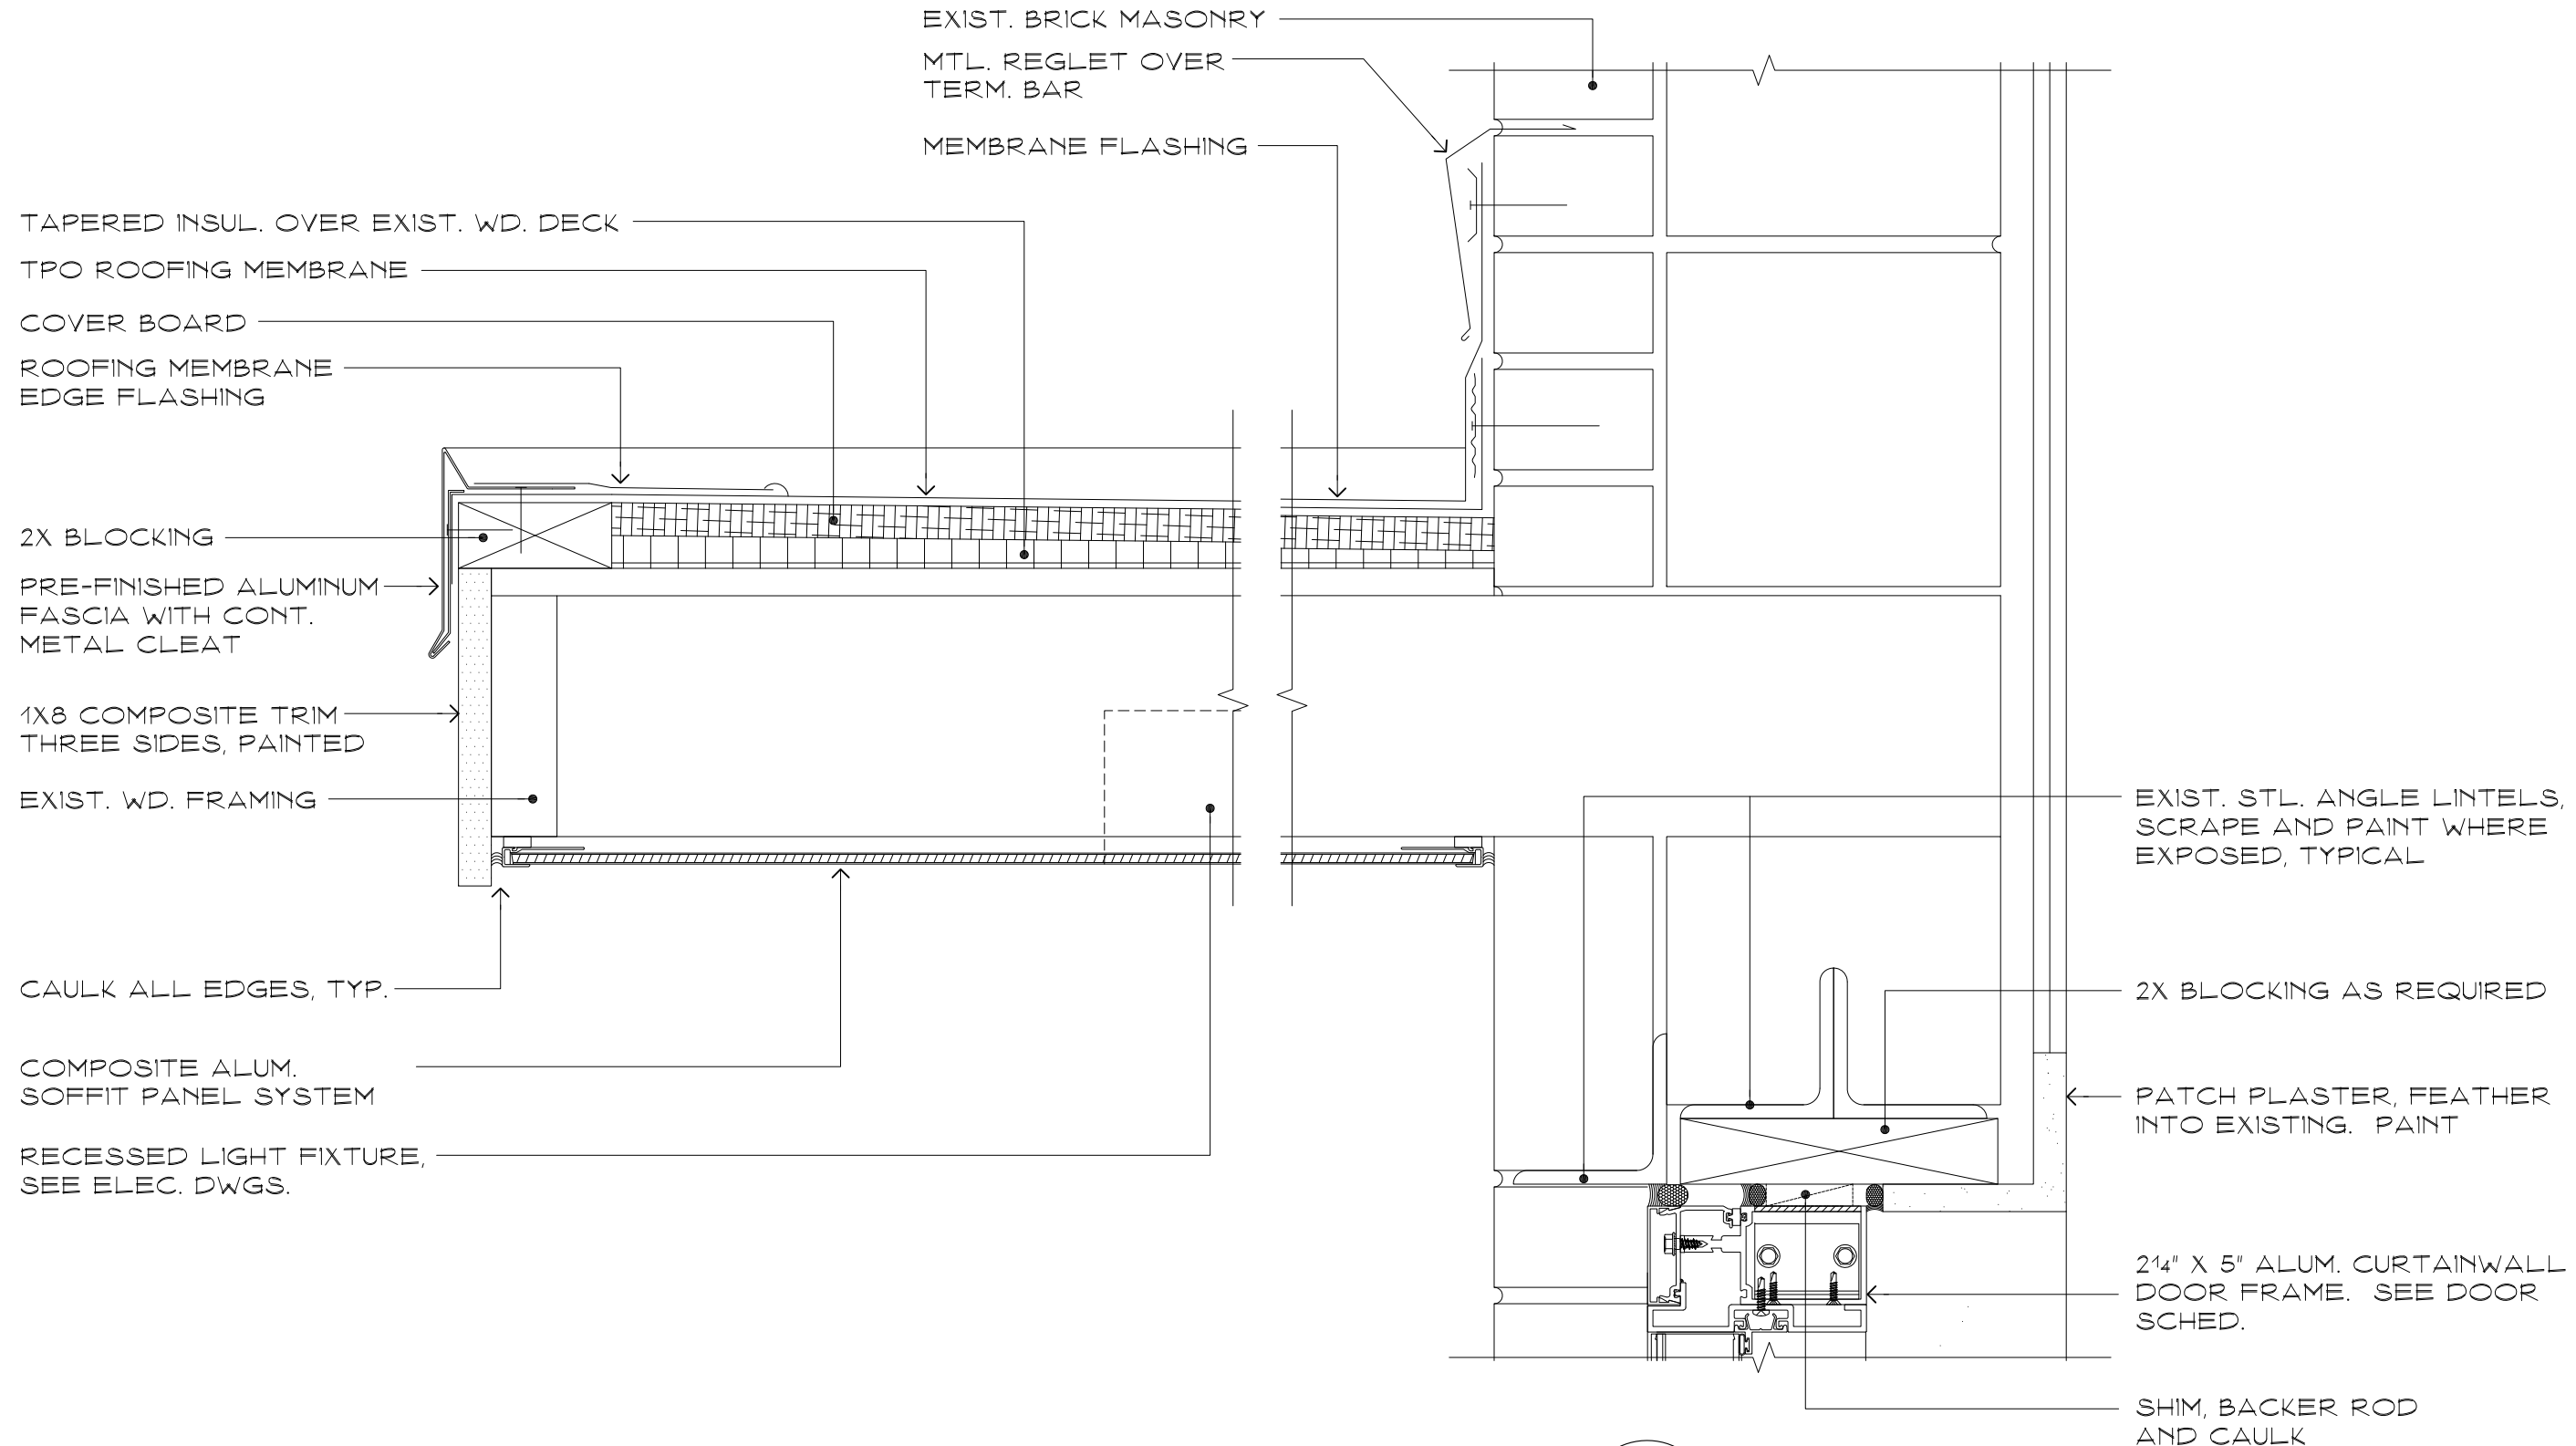 EXIST. BRICK MASONRY
MTL. REGLET OVER
TERM. BAR
MEMBRANE FLASHING
TAPERED INSUL. OVER EXIST. WD. DECK
TPO ROOFING MEMBRANE
COVER BOARD
ROOFING MEMBRANE
EDGE FLASHING
2X BLOCKING
PRE-FINISHED ALUMINUM
FASCIA WITH CONT.
METAL CLEAT
1X8 COMPOSITE TRIM
THREE SIDES, PAINTED
EXIST. WD. FRAMING
CAULK ALL EDGES, TYP.
COMPOSITE ALUM.
SOFFIT PANEL SYSTEM
RECESSED LIGHT FIXTURE,
SEE ELEC. DWGS.
EXIST. STL. ANGLE LINTELS,
SCRAPE AND PAINT WHERE
EXPOSED, TYPICAL
2X BLOCKING AS REQUIRED
PATCH PLASTER, FEATHER
INTO EXISTING. PAINT
2¼" X 5" ALUM. CURTAINWALL
DOOR FRAME. SEE DOOR
SCHED.
SHIM, BACKER ROD
AND CAULK